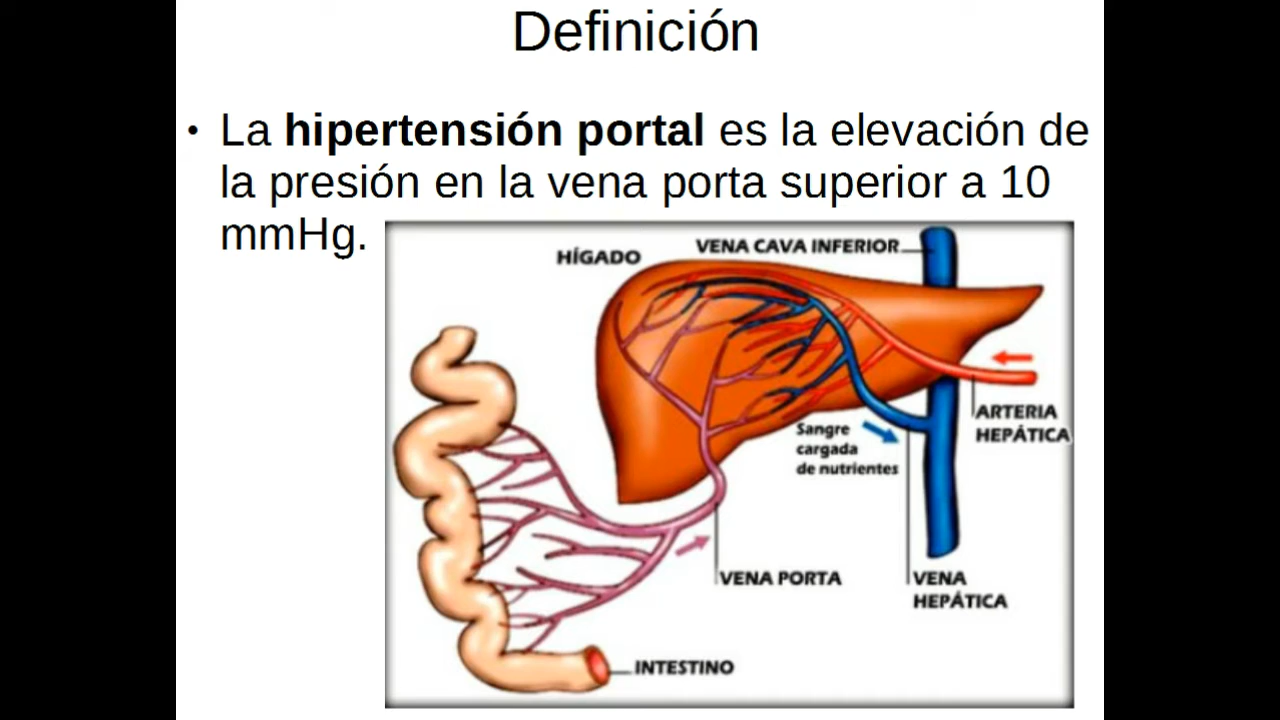 Definición
• La hipertensión portal es la elevación de
la presión en la vena porta superior a 10
mmHg.
HÍGADO
VENA CAVA INFERIOR
ARTERIA
HEPÁTICA
Sangre
cargada
de nutrientes
VENA PORTA
VENA
HEPÁTICA
INTESTINO